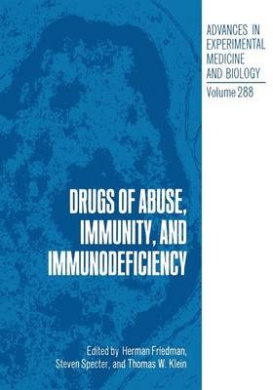 ADVANCES IN
EXPERIMENTAL
MEDICINE
AND BIOLOGY
Volume 288
DRUGS OF ABUSE,
IMMUNITY, AND
IMMUNODEFICIENCY
Edited by Herman Friedman,
Steven Specter, and Thomas W. Klein